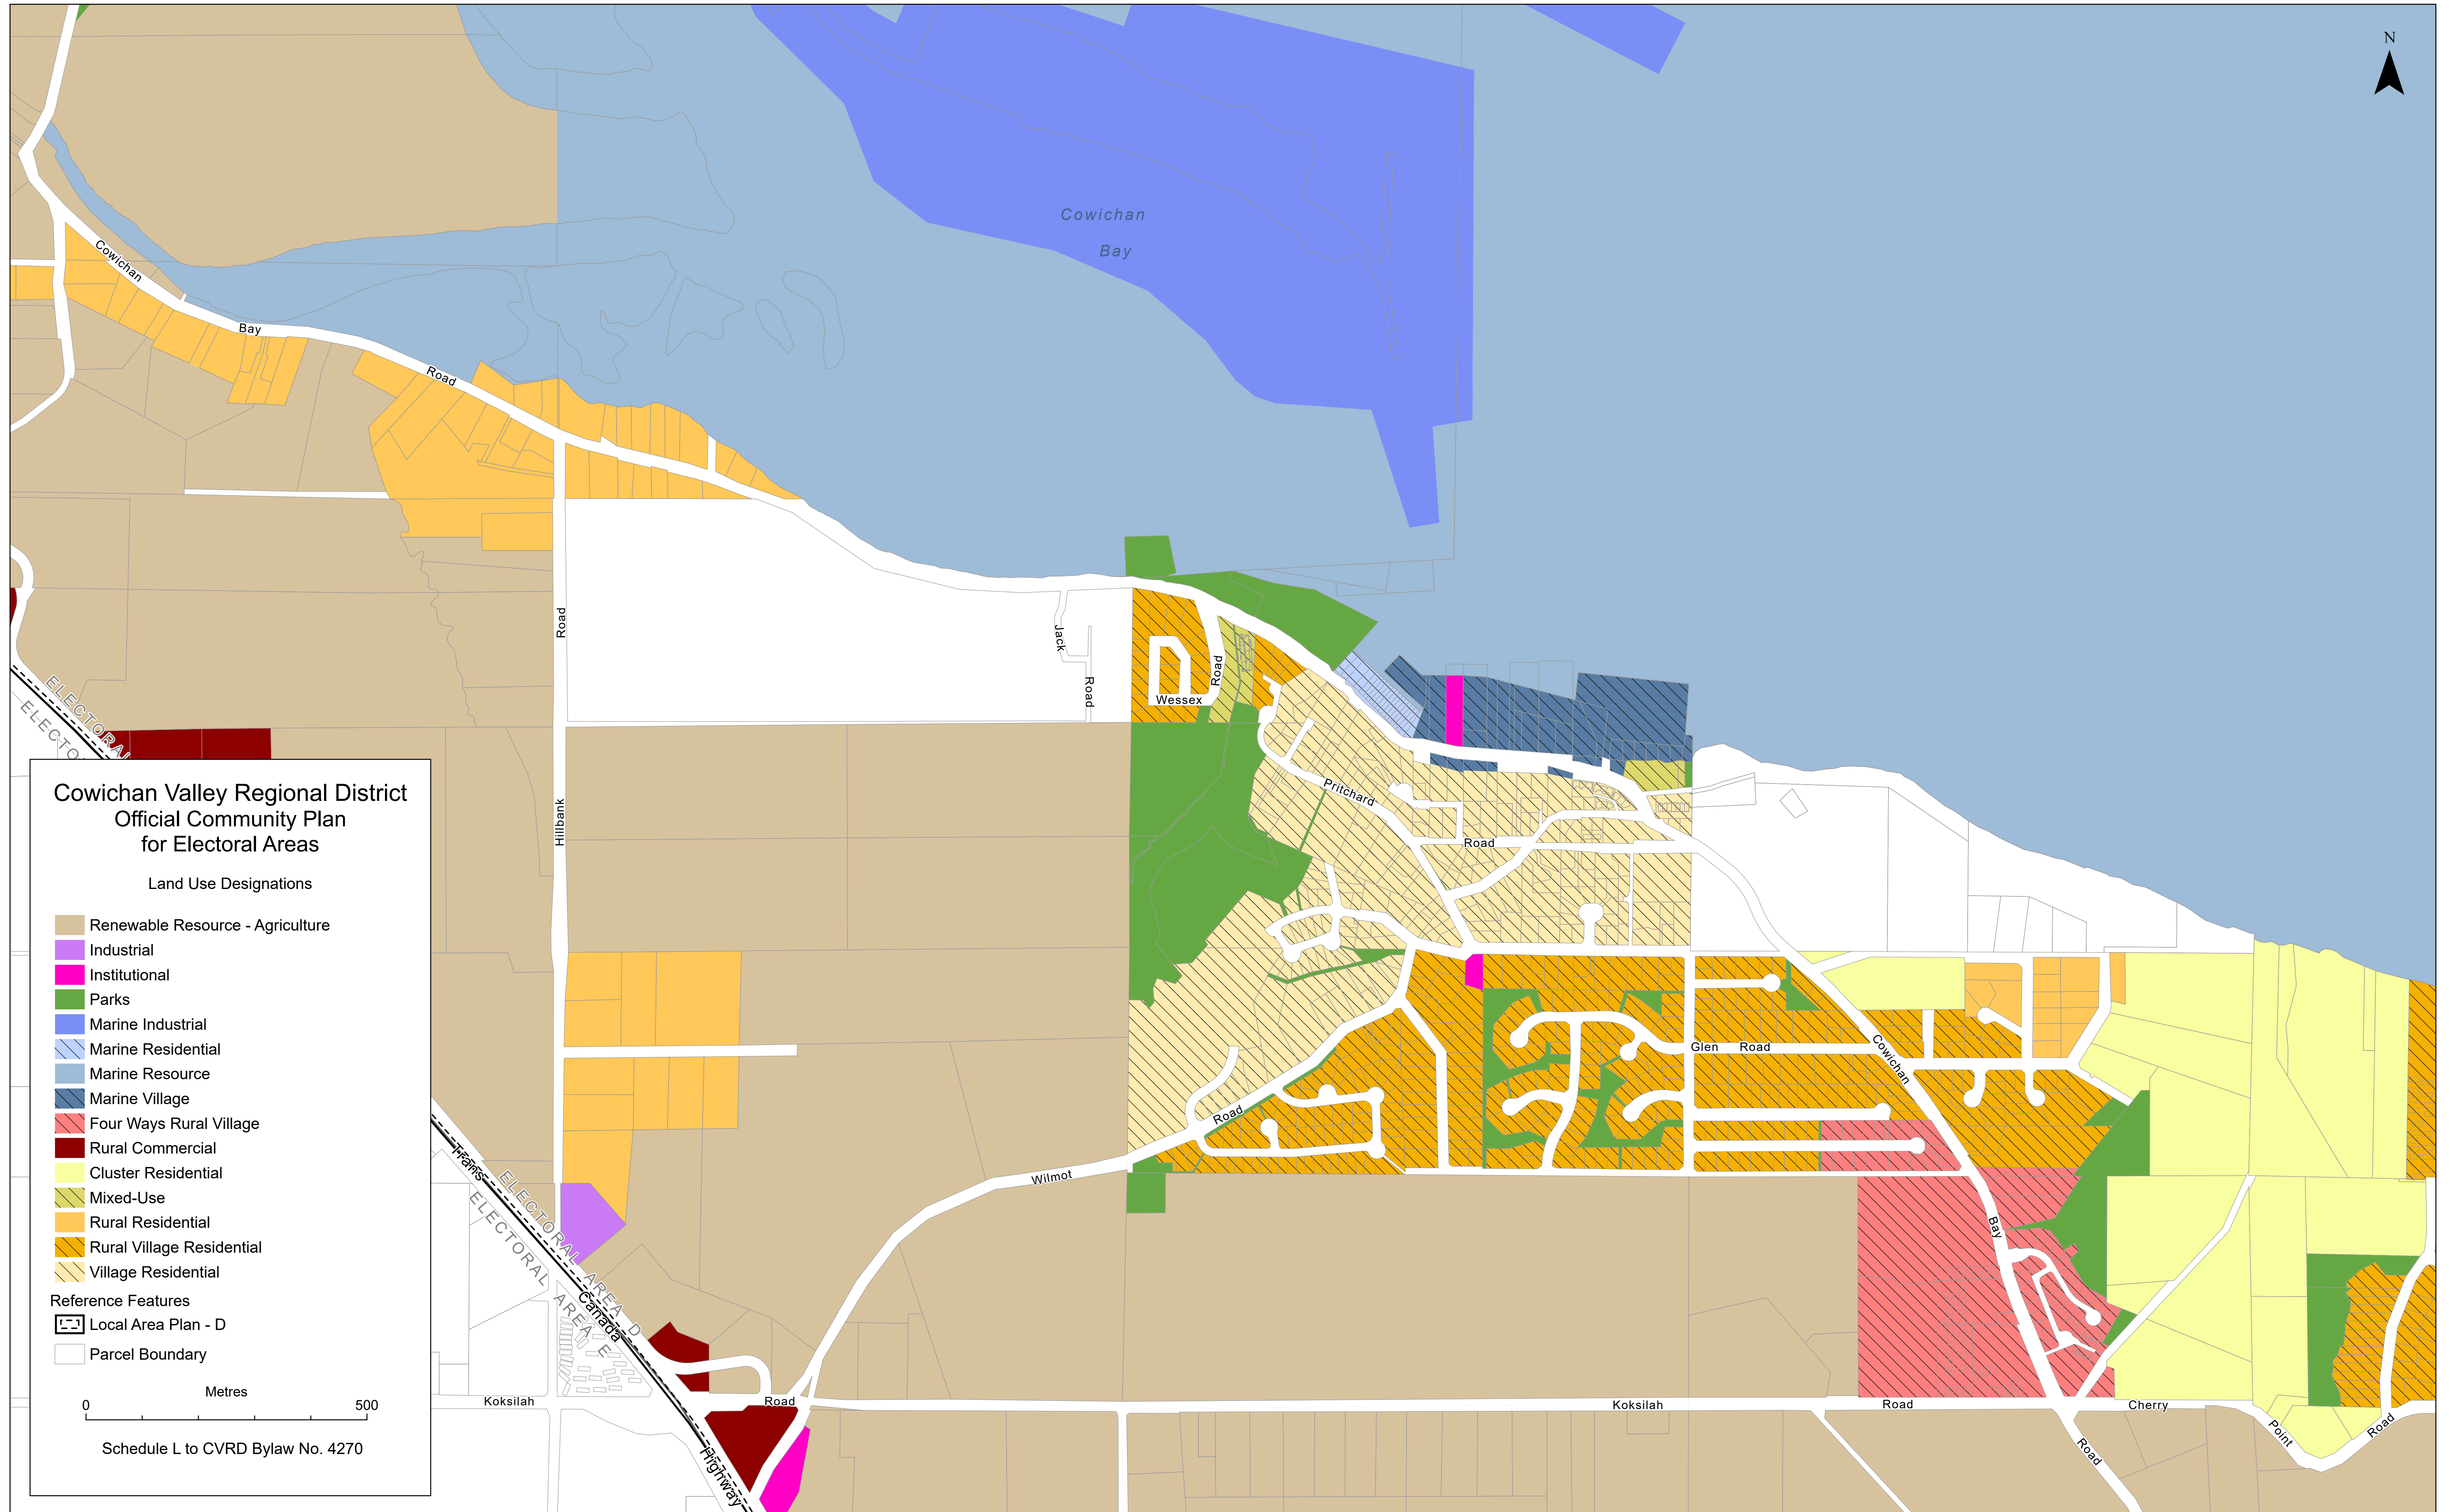 N
Cowichan
Bay
Cowichan
Bay
Road
Road
Hillbank
Jack
Road
Road
Wessex
Pritchard
Road
Glen Road
Cowichan
Bay
Road
Road
Wilmot
ELECTORAL
ELECTO
ELECTORAL AREA D
ELECTORAL AREA E
Trans
Canada
Highway
Koksilah
Road
Koksilah
Road
Cherry
Point
Road
Cowichan Valley Regional District
Official Community Plan
for Electoral Areas
Land Use Designations
Renewable Resource - Agriculture
Industrial
Institutional
Parks
Marine Industrial
Marine Residential
Marine Resource
Marine Village
Four Ways Rural Village
Rural Commercial
Cluster Residential
Mixed-Use
Rural Residential
Rural Village Residential
Village Residential
Reference Features
Local Area Plan - D
Parcel Boundary
Metres
0 500
Schedule L to CVRD Bylaw No. 4270